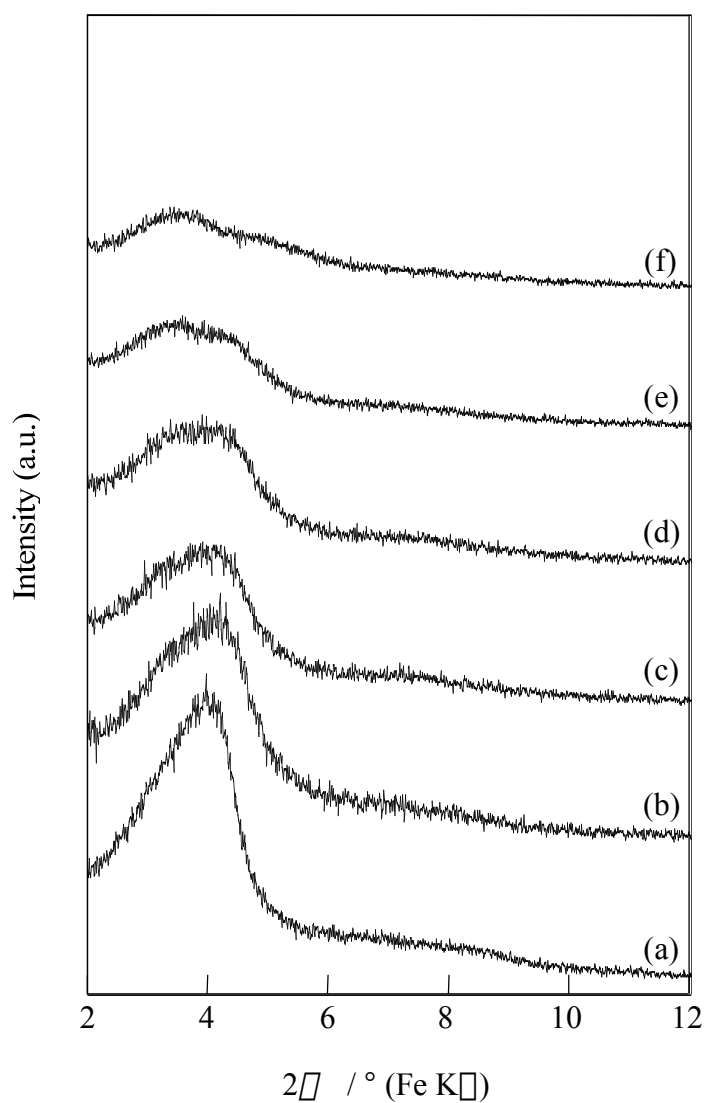 (f)
(e)
(d)
(c)
(b)
(a)
Intensity (a.u.)
2 4 6 8 10 12
2▯ / ° (Fe K▯)